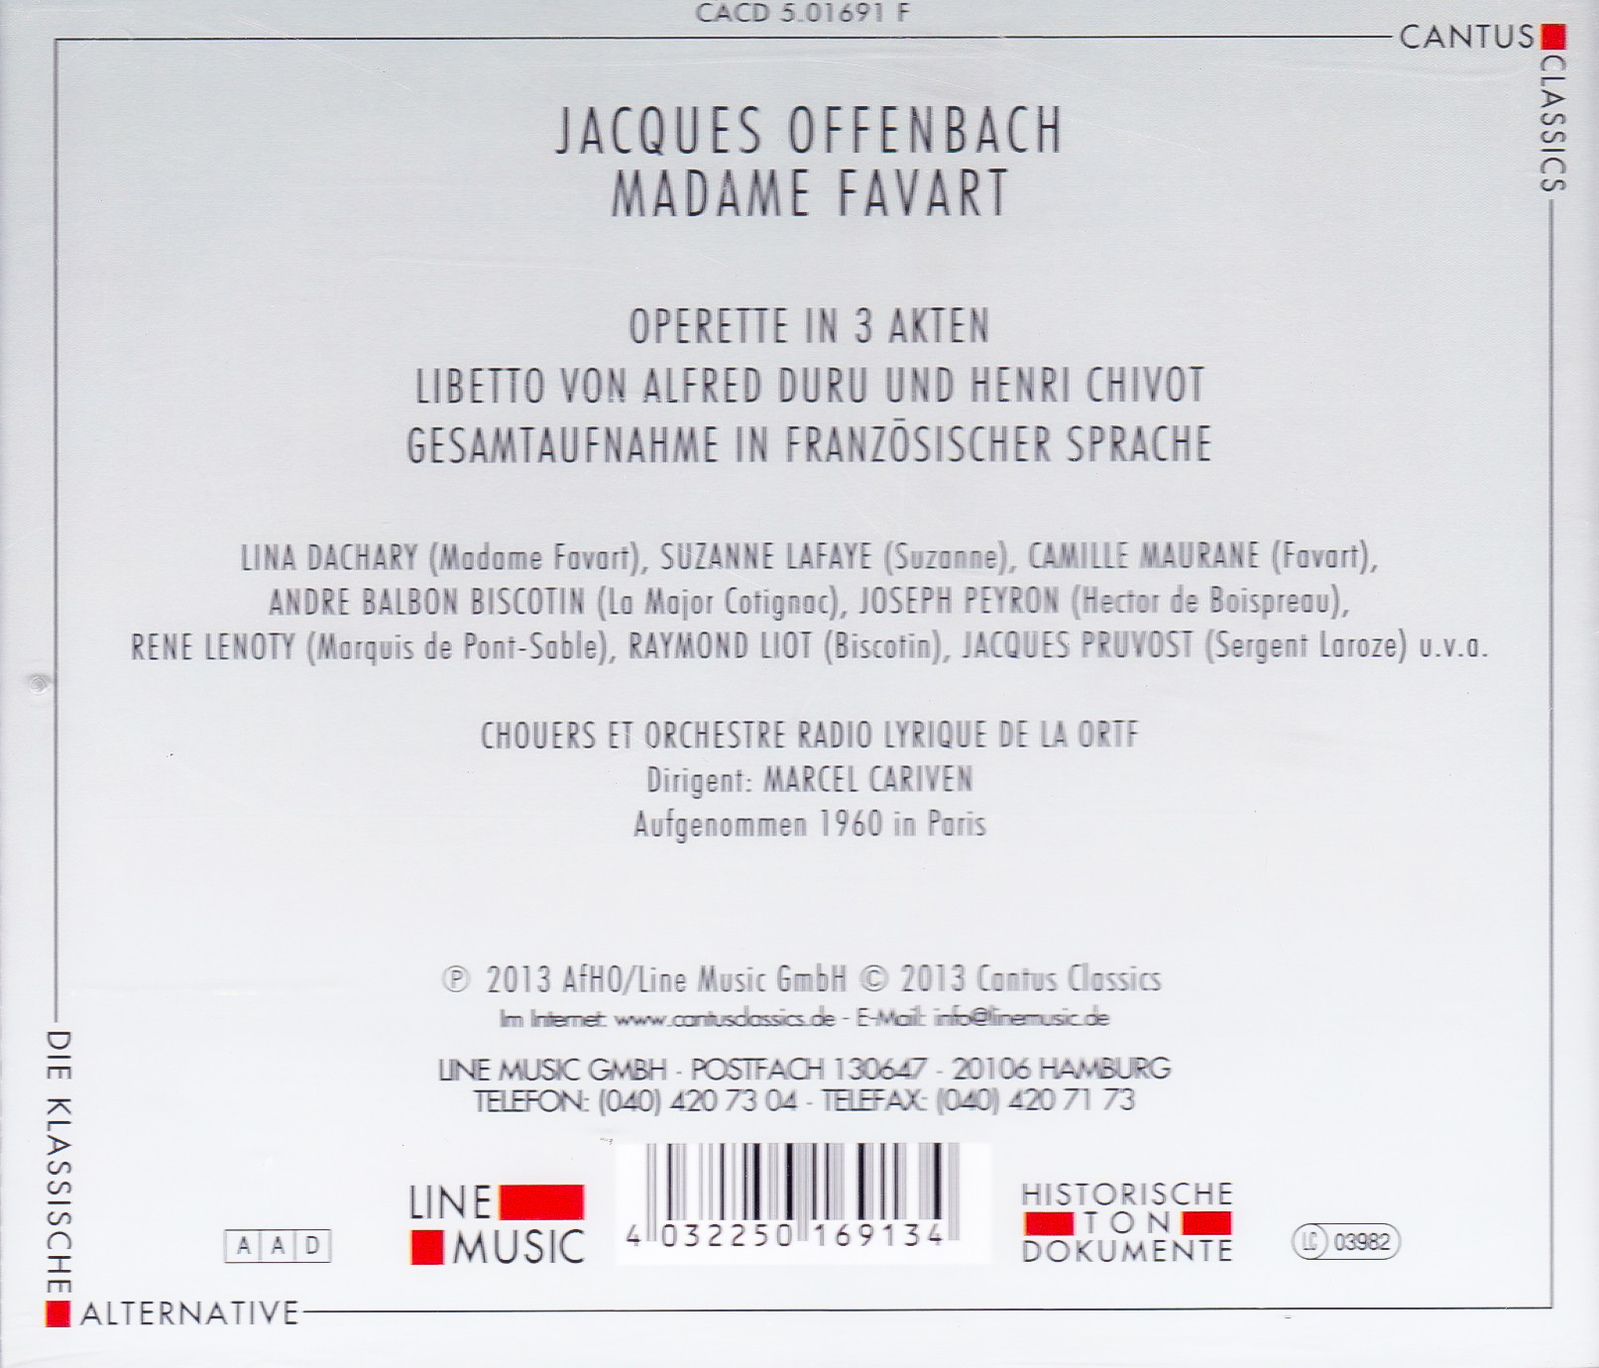 CACD 5.01691 F
CANTUS
CLASSICS
JACQUES OFFENBACH
MADAME FAVART
OPERETTE IN 3 AKTEN
LIBETTO VON ALFRED DURU UND HENRI CHIVOT
GESAMTAUFNAHME IN FRANZÖSISCHER SPRACHE
LINA DACHARY (Madame Favart), SUZANNE LAFAYE (Suzanne), CAMILLE MAURANE (Favart),
ANDRE BALBON BISCOTIN (La Major Cotignac), JOSEPH PEYRON (Hector de Boispreau),
RENE LENOTY (Marquis de Pont-Sable), RAYMOND LIOT (Biscotin), JACQUES PRUVOST (Sergent Laroze) u.v.a.
CHOUERS ET ORCHESTRE RADIO LYRIQUE DE LA ORTF
Dirigent: MARCEL CARIVEN
Aufgenommen 1960 in Paris
℗ 2013 AfHO/Line Music GmbH © 2013 Cantus Classics
Im Internet: www.cantusclassics.de - E-Mail: info@linemusic.de
LINE MUSIC GMBH - POSTFACH 130647 - 20106 HAMBURG
TELEFON: (040) 420 73 04 - TELEFAX: (040) 420 71 73
DIE KLASSISCHE
ALTERNATIVE
A A D
LINE
MUSIC
4 032250 169134
HISTORISCHE
TON
DOKUMENTE
LC 03982